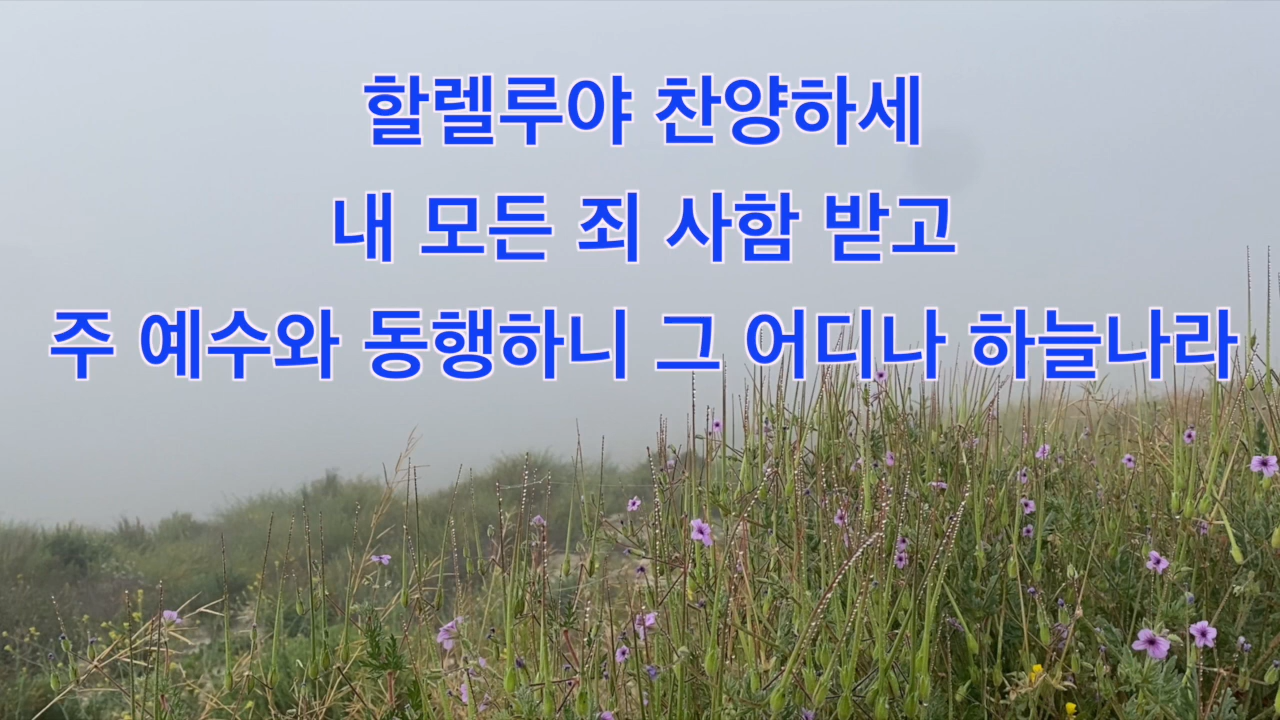 할렐루야 찬양하세
내 모든 죄 사함 받고
주 예수와 동행하니 그 어디나 하늘나라